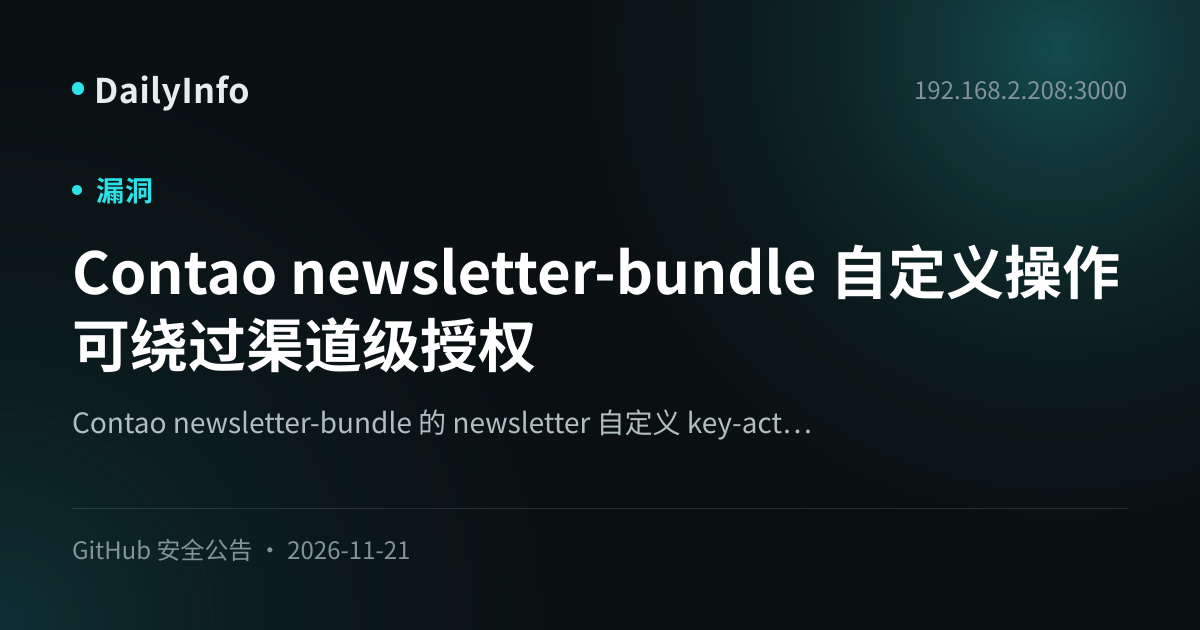 DailyInfo
192.168.2.208:3000
漏洞
Contao newsletter-bundle 自定义操作
可绕过渠道级授权
Contao newsletter-bundle 的 newsletter 自定义 key-act…
GitHub 安全公告 · 2026-11-21